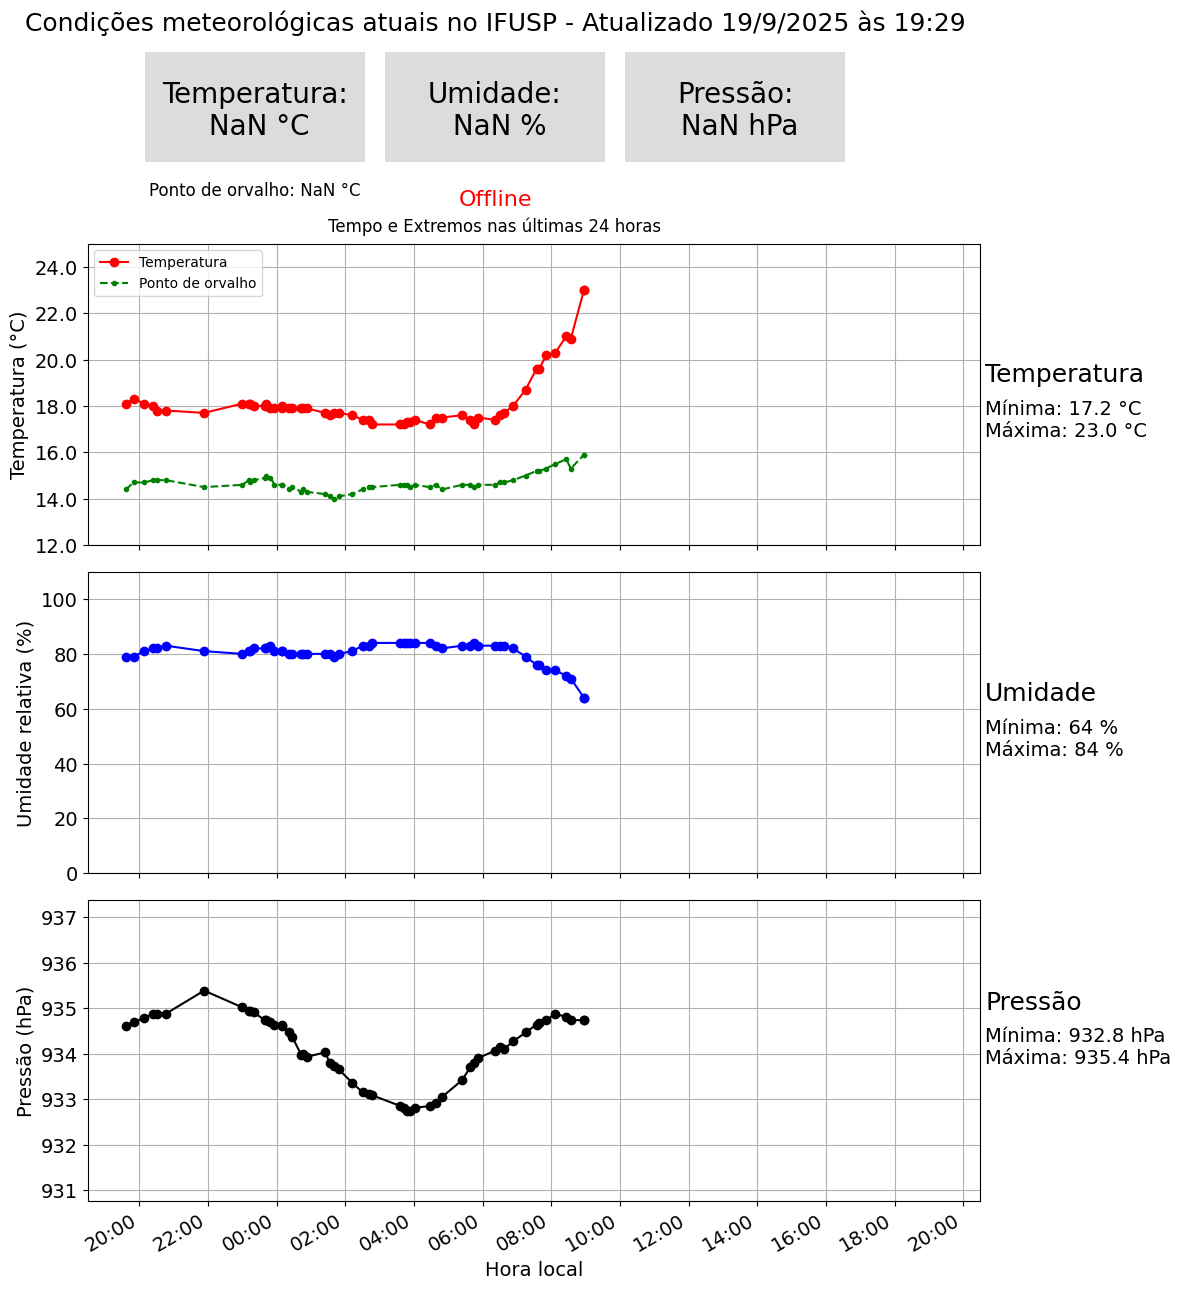 Condições meteorológicas atuais no IFUSP - Atualizado 19/9/2025 às 19:29
Temperatura:
NaN °C
Umidade:
NaN %
Pressão:
NaN hPa
Ponto de orvalho: NaN °C
Offline
Tempo e Extremos nas últimas 24 horas
Temperatura
Ponto de orvalho
Temperatura (°C)
24.0
22.0
20.0
18.0
16.0
14.0
12.0
Temperatura
Mínima: 17.2 °C
Máxima: 23.0 °C
Umidade relativa (%)
100
80
60
40
20
0
Umidade
Mínima: 64 %
Máxima: 84 %
Pressão (hPa)
937
936
935
934
933
932
931
Pressão
Mínima: 932.8 hPa
Máxima: 935.4 hPa
20:00
22:00
00:00
02:00
04:00
06:00
08:00
10:00
12:00
14:00
16:00
18:00
20:00
Hora local